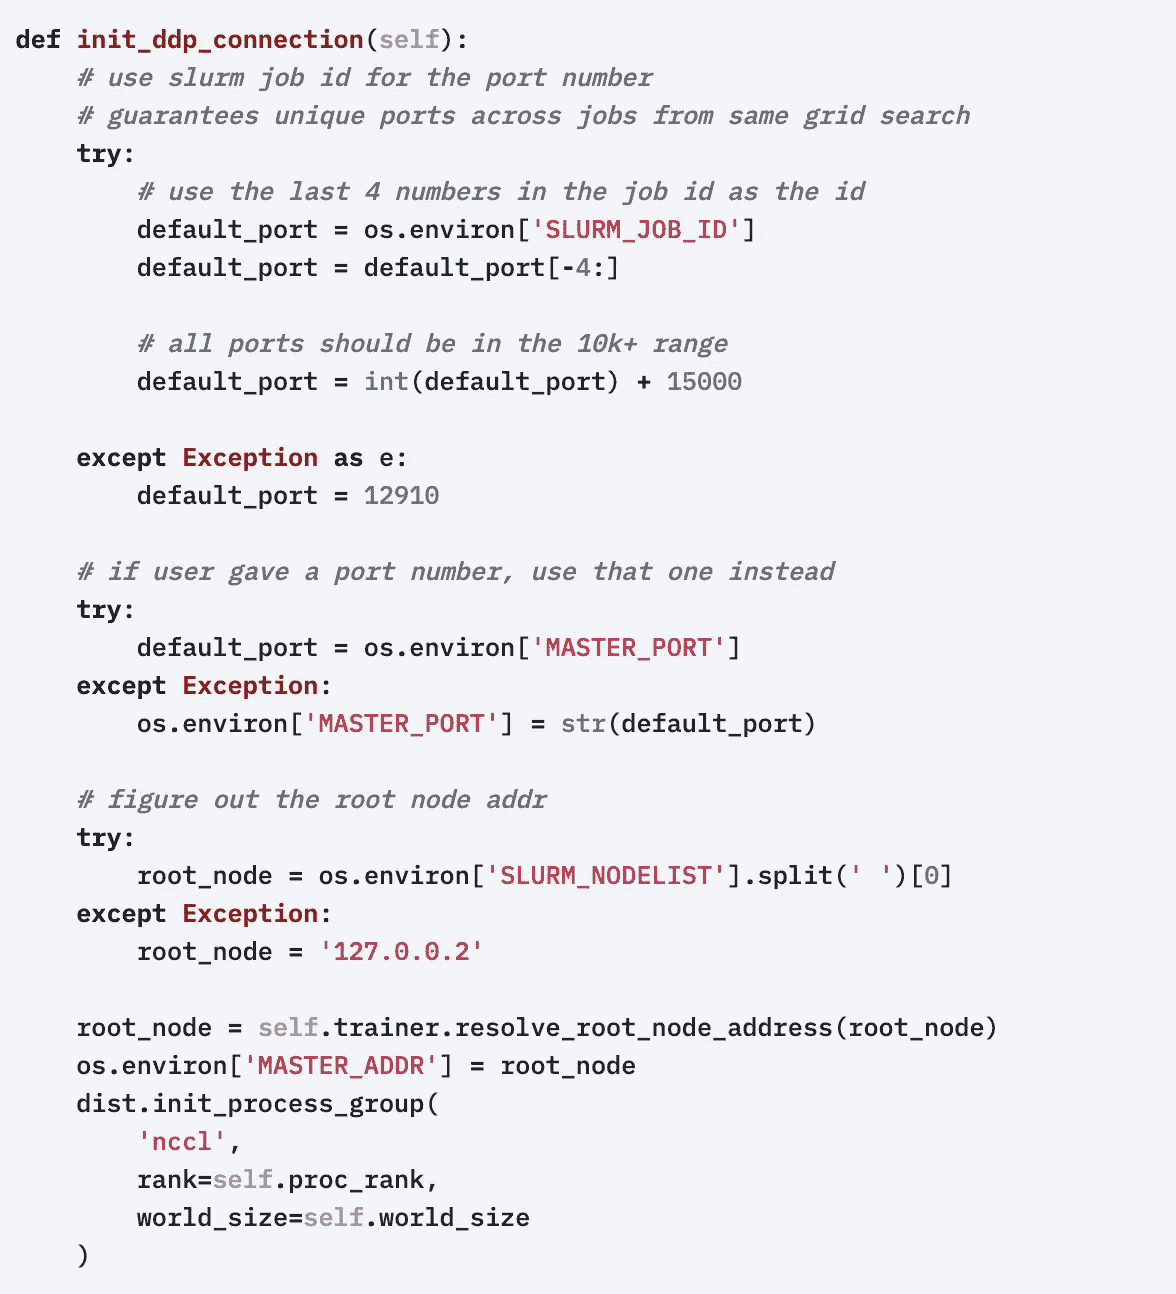 def init_ddp_connection(self):
    # use slurm job id for the port number
    # guarantees unique ports across jobs from same grid search
    try:
        # use the last 4 numbers in the job id as the id
        default_port = os.environ['SLURM_JOB_ID']
        default_port = default_port[-4:]

        # all ports should be in the 10k+ range
        default_port = int(default_port) + 15000

    except Exception as e:
        default_port = 12910

    # if user gave a port number, use that one instead
    try:
        default_port = os.environ['MASTER_PORT']
    except Exception:
        os.environ['MASTER_PORT'] = str(default_port)

    # figure out the root node addr
    try:
        root_node = os.environ['SLURM_NODELIST'].split(' ')[0]
    except Exception:
        root_node = '127.0.0.2'

    root_node = self.trainer.resolve_root_node_address(root_node)
    os.environ['MASTER_ADDR'] = root_node
    dist.init_process_group(
        'nccl',
        rank=self.proc_rank,
        world_size=self.world_size
    )